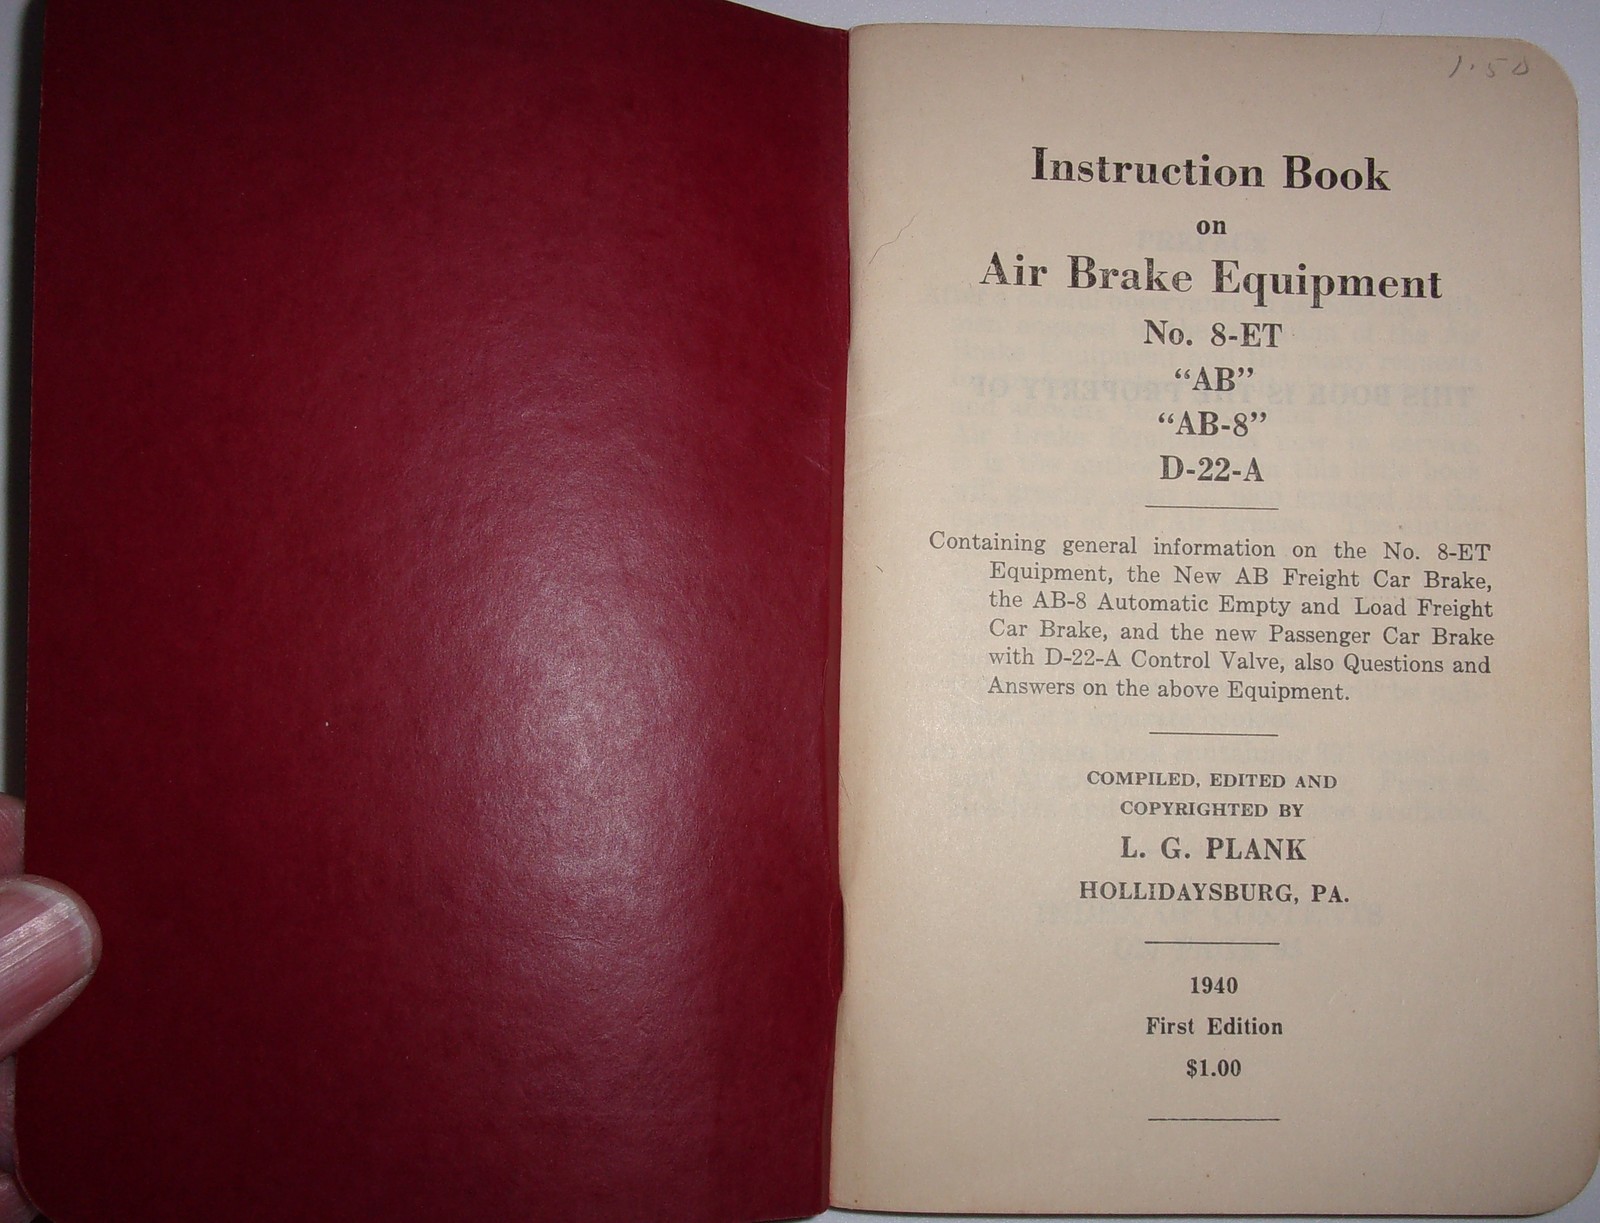 1.50
Instruction Book
on
Air Brake Equipment
No. 8-ET
“AB”
“AB-8”
D-22-A
Containing general information on the No. 8-ET
Equipment, the New AB Freight Car Brake,
the AB-8 Automatic Empty and Load Freight
Car Brake, and the new Passenger Car Brake
with D-22-A Control Valve, also Questions and
Answers on the above Equipment.
COMPILED, EDITED AND
COPYRIGHTED BY
L. G. PLANK
HOLLIDAYSBURG, PA.
1940
First Edition
$1.00